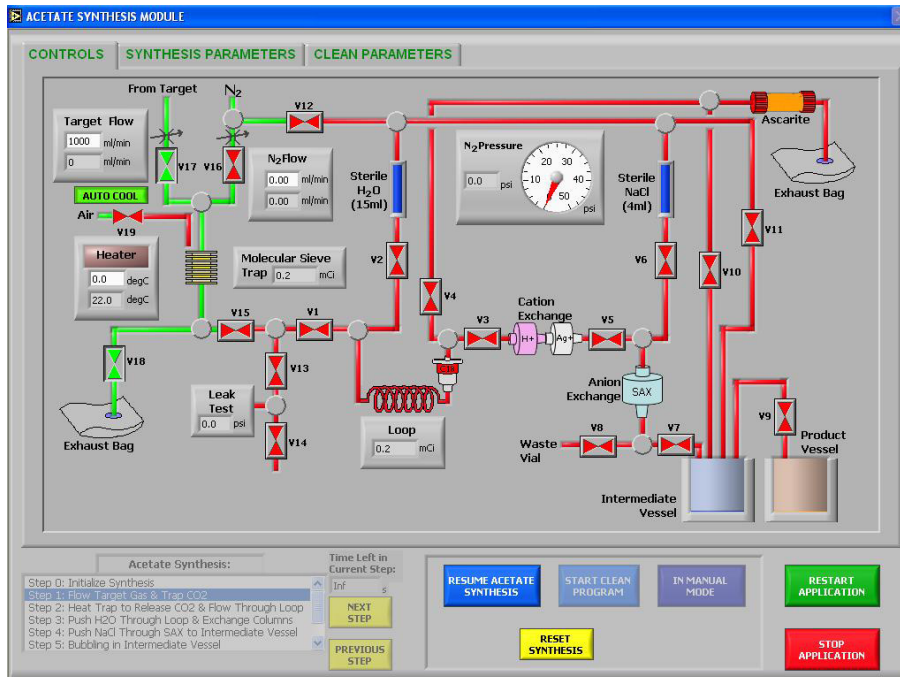 ACETATE SYNTHESIS MODULE
CONTROLS
SYNTHESIS PARAMETERS
CLEAN PARAMETERS
From Target
N2
V12
Target Flow
1000 ml/min
0 ml/min
V17
V16
N2Flow
0.00 ml/min
0.00 ml/min
AUTO COOL
Air
V19
Heater
0.0 degC
22.0 degC
Molecular Sieve
Trap 0.2 mCi
Sterile
H2O
(15ml)
V2
N2Pressure
0.0 psi
10
20
30
40
50
psi
Sterile
NaCl
(4ml)
V6
Ascarite
Exhaust Bag
V11
V10
V4
V15
V1
V3
Cation
Exchange
H+
Ag+
V5
V18
Exhaust Bag
V13
Leak
Test
0.0 psi
V14
C18
Loop
0.2 mCi
Anion
Exchange
SAX
Waste
Vial
V8
V7
V9
Product
Vessel
Intermediate
Vessel
Acetate Synthesis:
Step 0: Initialize Synthesis
Step 1: Flow Target Gas & Trap CO2
Step 2: Heat Trap to Release CO2 & Flow Through Loop
Step 3: Push H2O Through Loop & Exchange Columns
Step 4: Push NaCl Through SAX to Intermediate Vessel
Step 5: Bubbling in Intermediate Vessel
Time Left in
Current Step:
Inf s
NEXT
STEP
PREVIOUS
STEP
RESUME ACETATE
SYNTHESIS
START CLEAN
PROGRAM
IN MANUAL
MODE
RESET
SYNTHESIS
RESTART
APPLICATION
STOP
APPLICATION